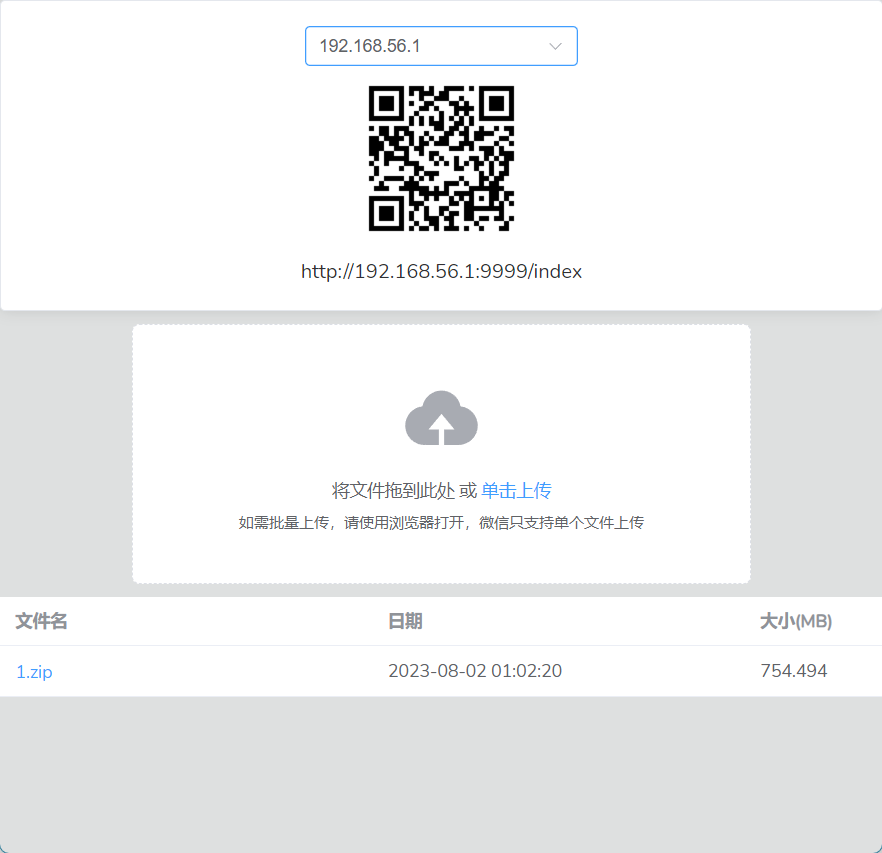 192.168.56.1
http://192.168.56.1:9999/index
将文件拖到此处 或 单击上传
如需批量上传，请使用浏览器打开，微信只支持单个文件上传
文件名 日期 大小(MB)
1.zip 2023-08-02 01:02:20 754.494